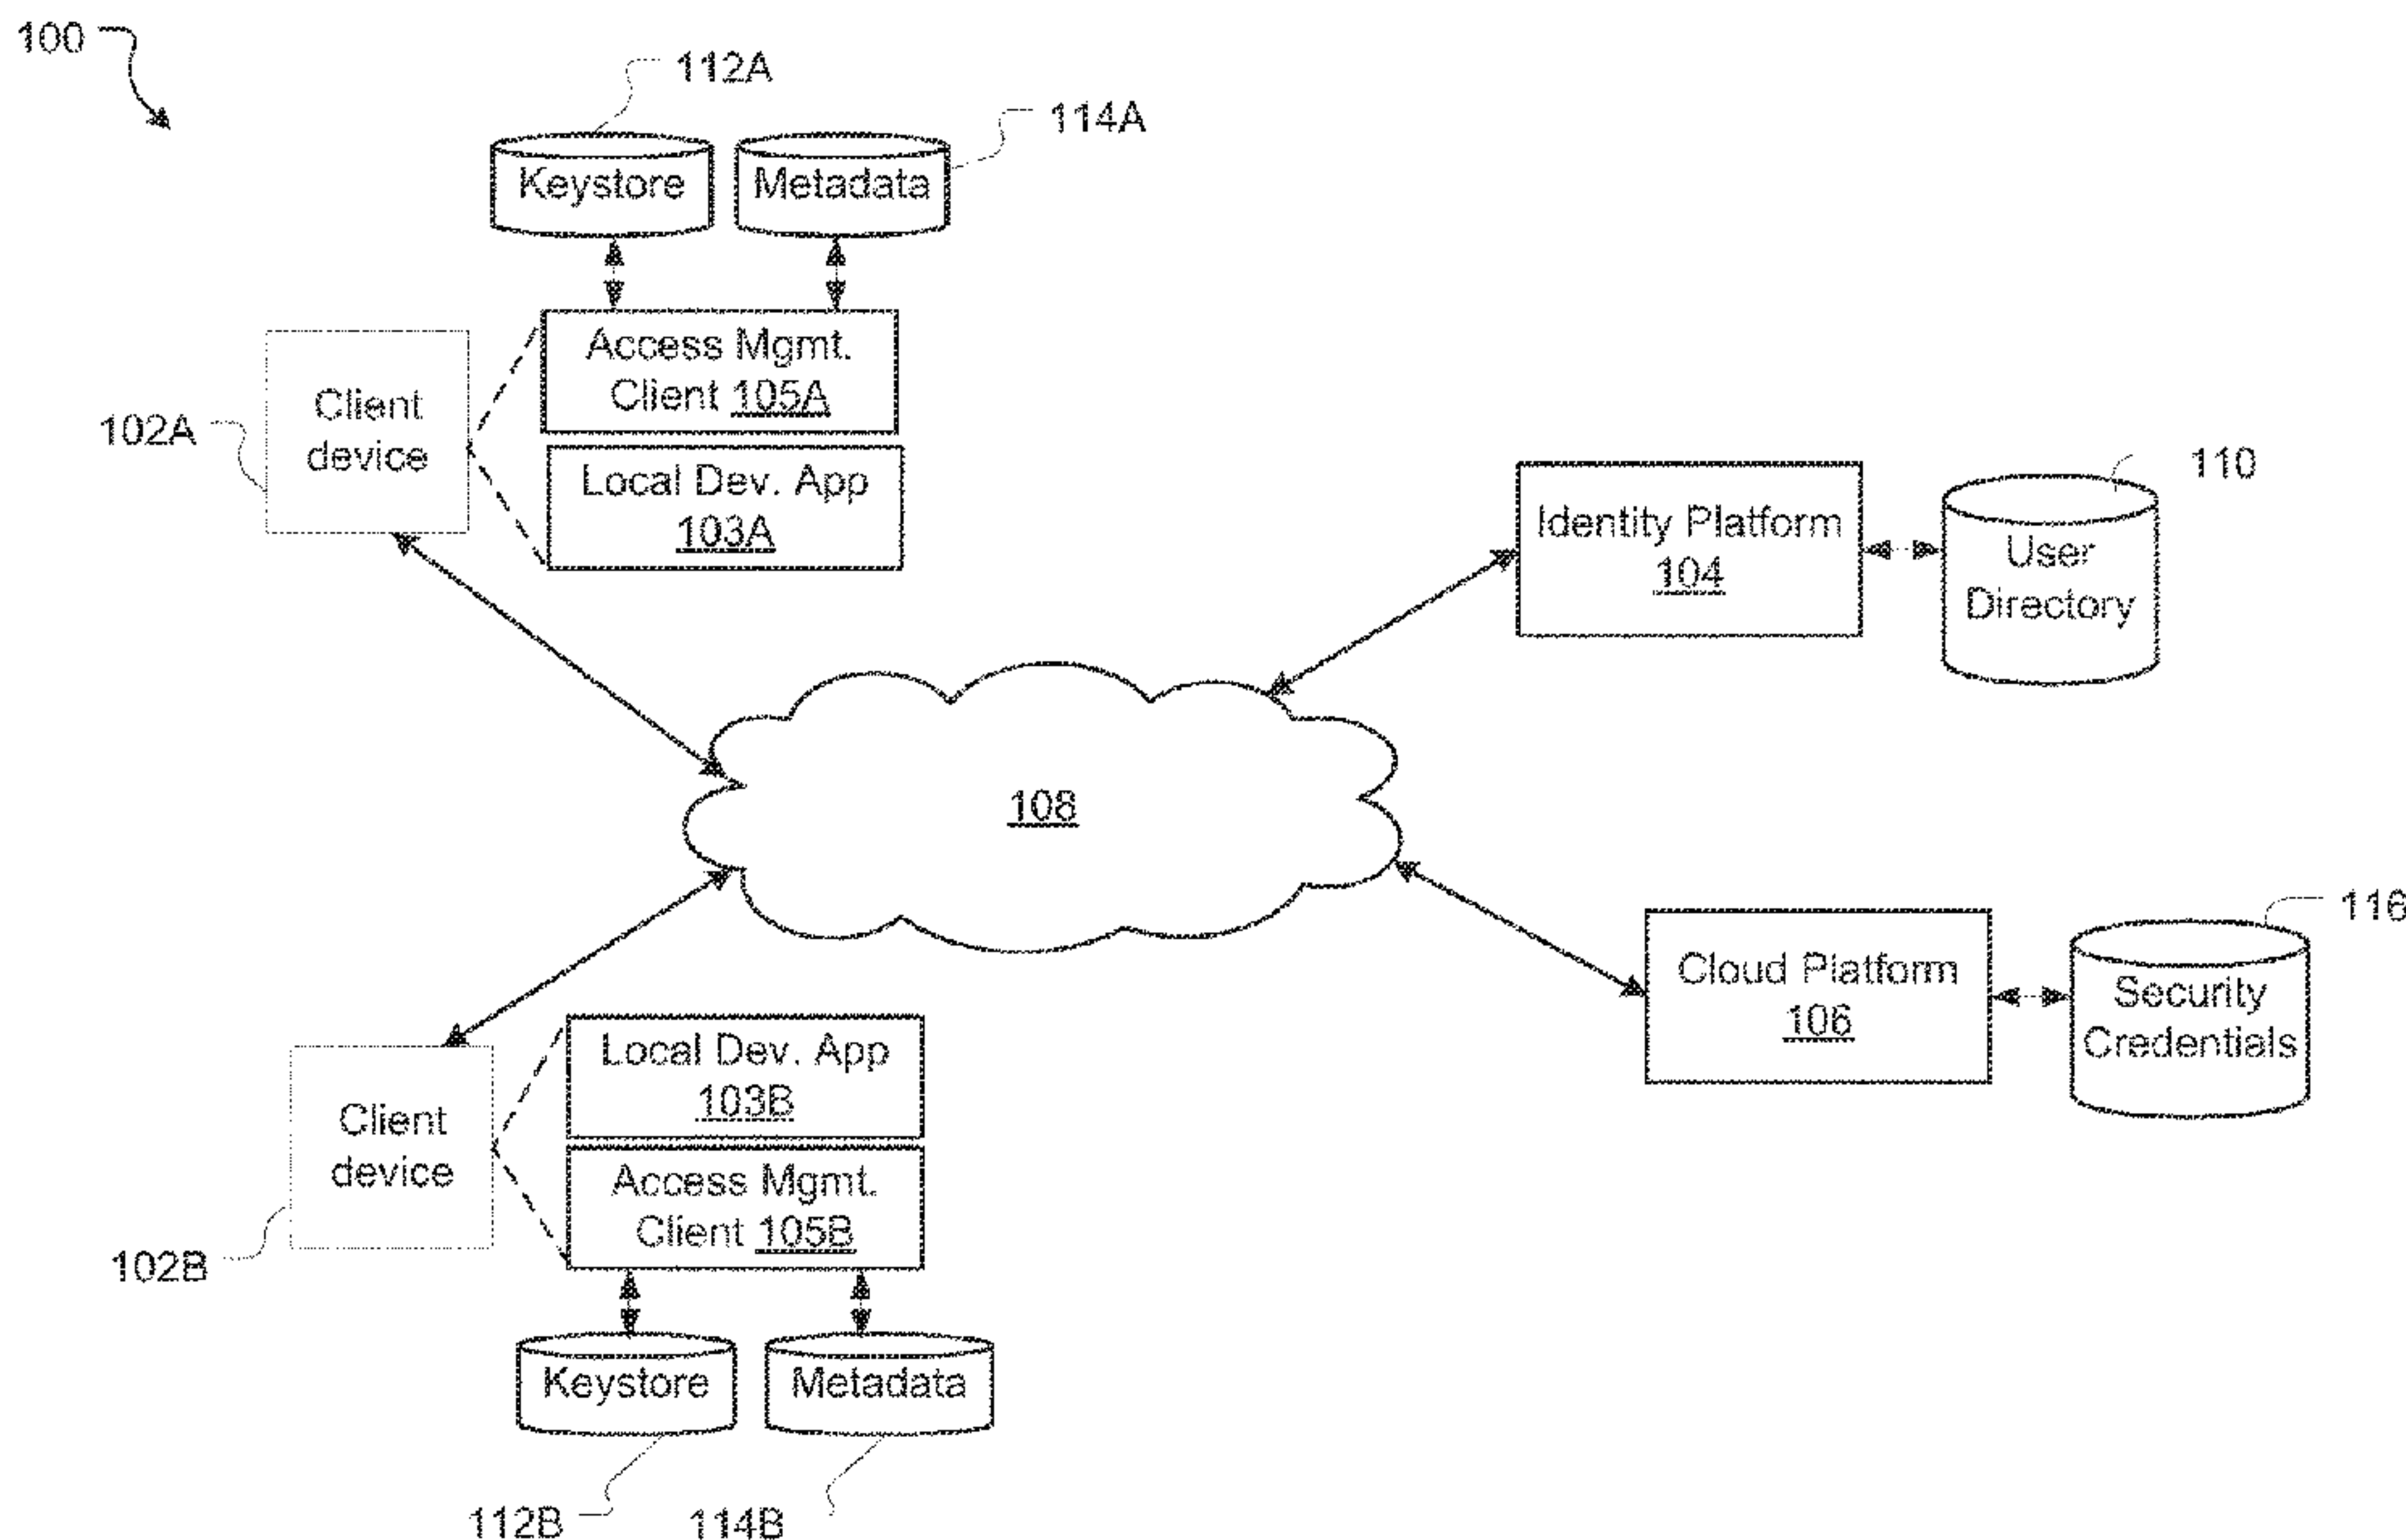 100
112A
114A
Keystore
Metadata
Access Mgmt.
Client 105A
Client
device
102A
Local Dev. App
103A
Identity Platform
104
110
User
Directory
108
116
Cloud Platform
106
Security
Credentials
Local Dev. App
103B
Client
device
Access Mgmt.
Client 105B
102B
Keystore
Metadata
112B
114B